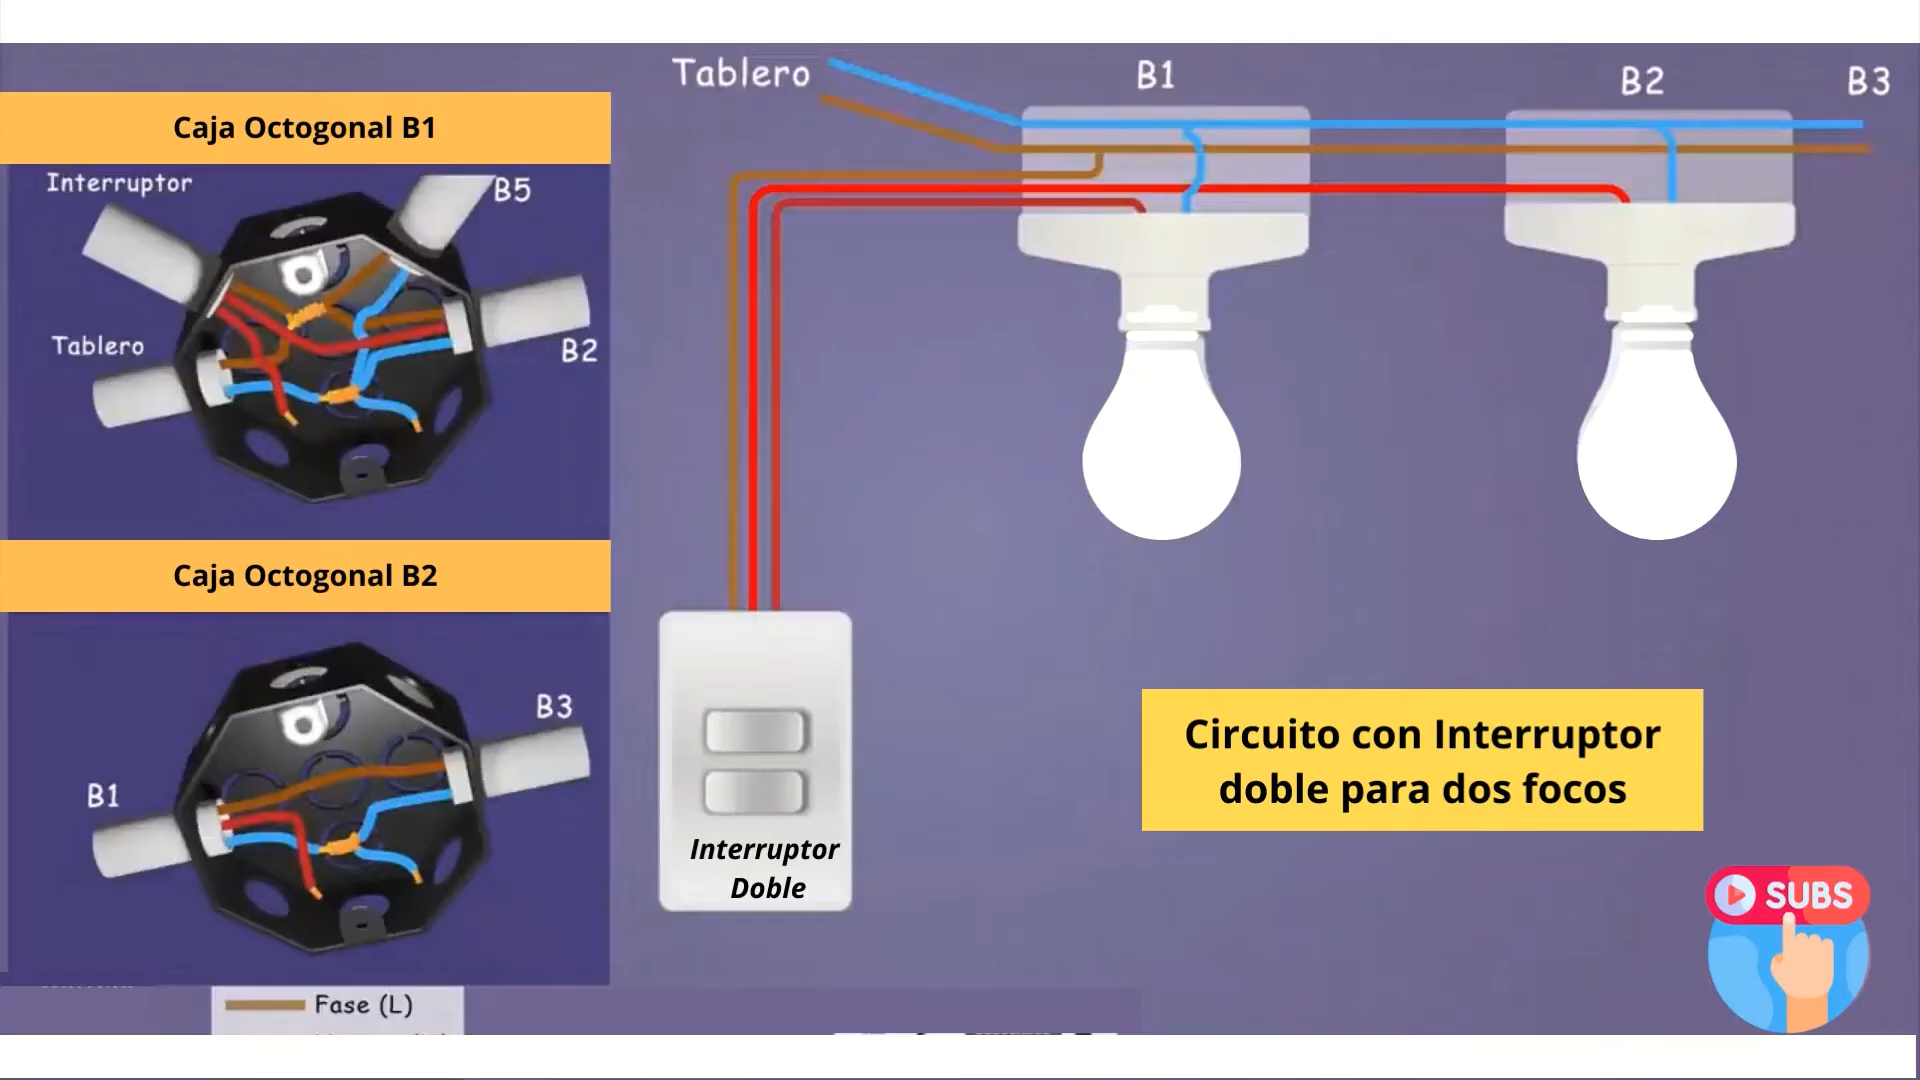 Tablero
B1
B2
B3
Caja Octogonal B1
Interruptor
B5
Tablero
B2
Caja Octogonal B2
B3
B1
Interruptor
Doble
Circuito con Interruptor
doble para dos focos
SUBS
Fase (L)